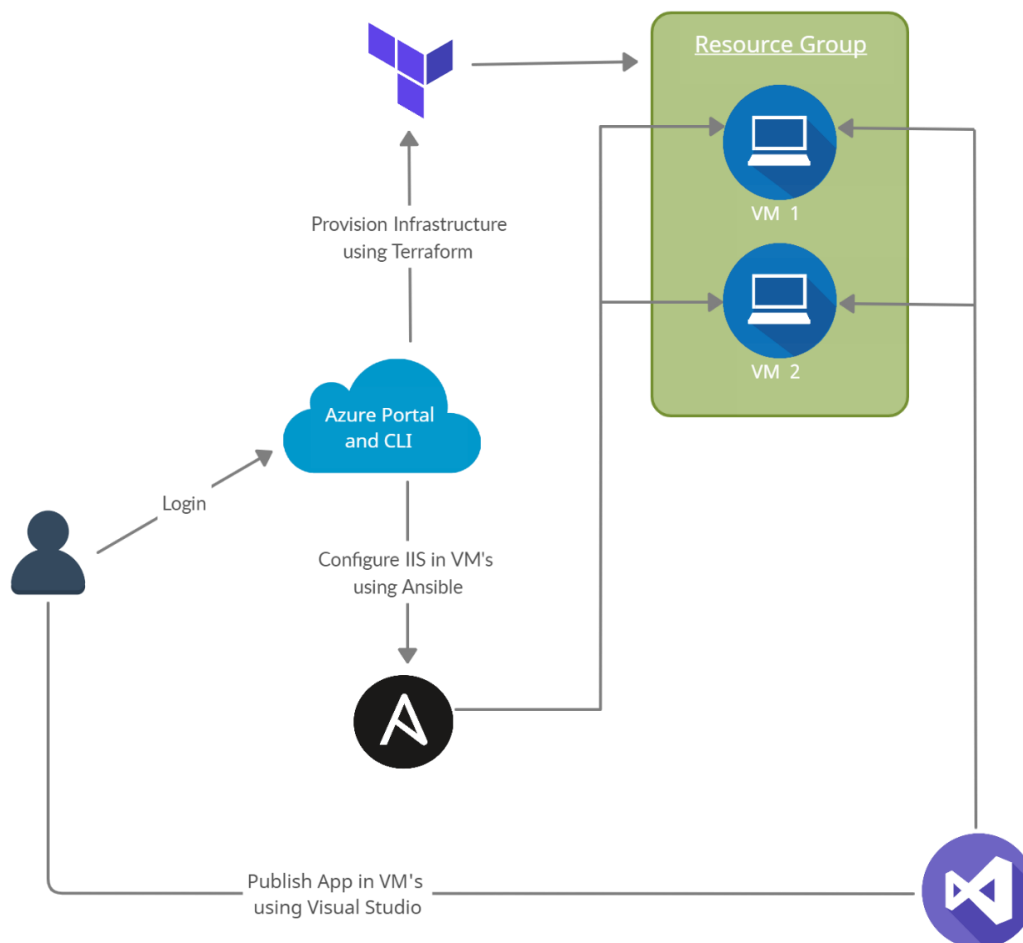 Resource Group
VM 1
Provision Infrastructure
using Terraform
VM 2
Azure Portal
and CLI
Login
Configure IIS in VM's
using Ansible
Publish App in VM's
using Visual Studio